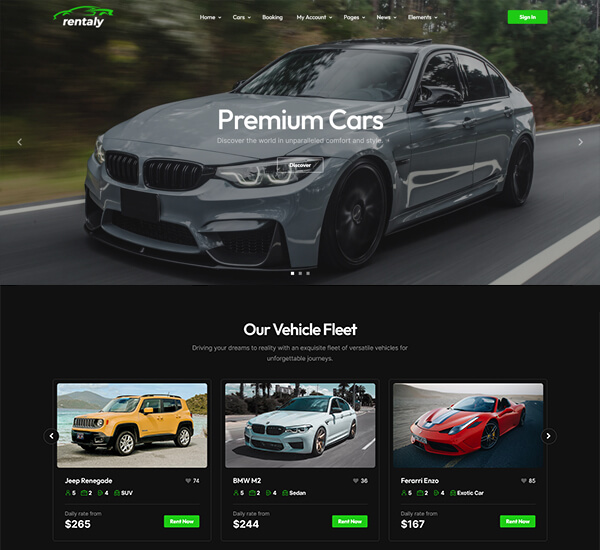 rentaly
Home Cars Booking My Account Pages News Elements
Sign In
Premium Cars
Discover the world in unparalleled comfort and style.
Discover
Our Vehicle Fleet
Driving your dreams to reality with an exquisite fleet of versatile vehicles for
unforgettable journeys.
Jeep Renegade 74
5 2 4 SUV
Daily rate from
$265
Rent Now
BMW M2 36
5 2 4 Sedan
Daily rate from
$244
Rent Now
Ferarri Enzo 85
5 2 4 Exotic Car
Daily rate from
$167
Rent Now